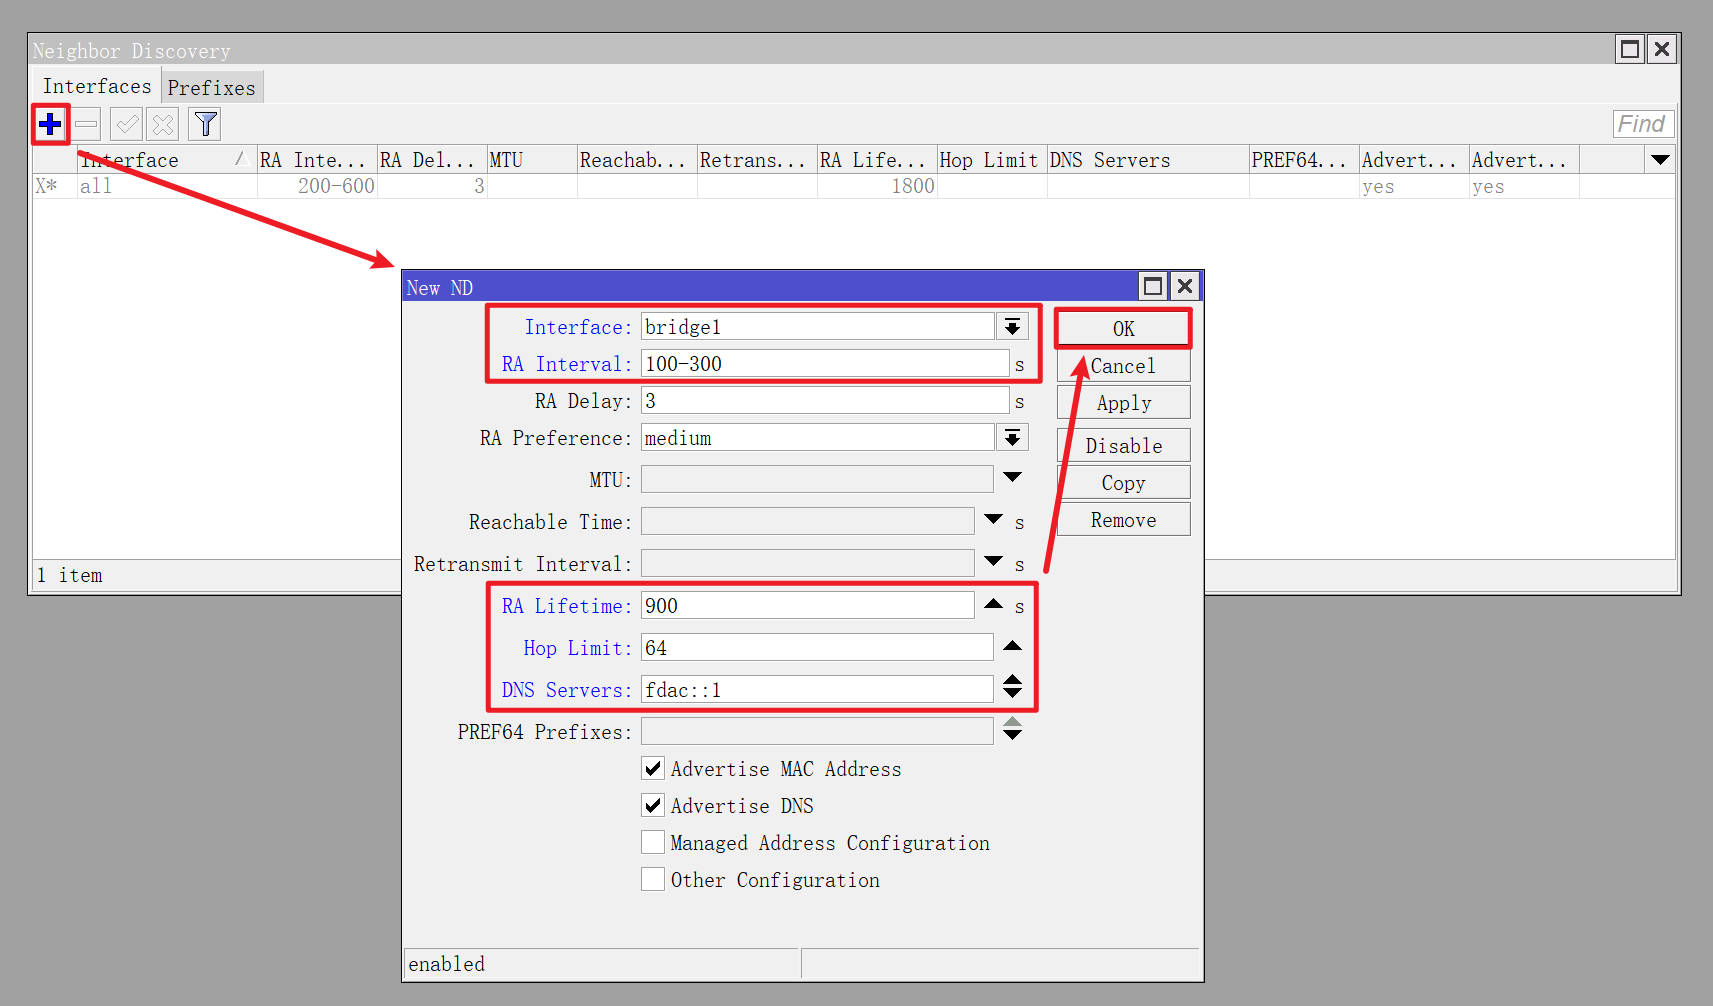 Neighbor Discovery
Interfaces Prefixes
Find
Interface RA Inte... RA Del... MTU Reachab... Retrans... RA Life... Hop Limit DNS Servers PREF64... Advert... Advert...
X* all 200-600 3 1800 yes yes
1 item
New ND
Interface: bridge1
RA Interval: 100-300 s
RA Delay: 3 s
RA Preference: medium
MTU:
Reachable Time: s
Retransmit Interval: s
RA Lifetime: 900 s
Hop Limit: 64
DNS Servers: fdac::1
PREF64 Prefixes:
Advertise MAC Address
Advertise DNS
Managed Address Configuration
Other Configuration
OK
Cancel
Apply
Disable
Copy
Remove
enabled